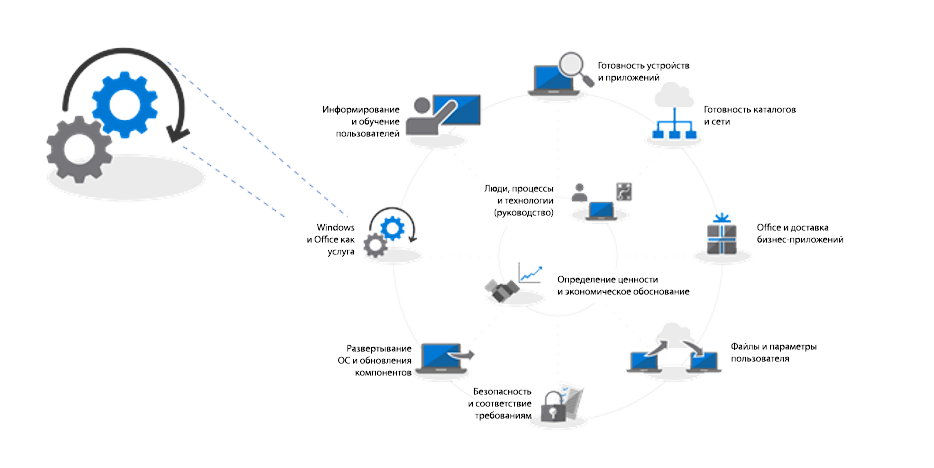 Готовность устройств
и приложений
Готовность каталогов
и сети
Информирование
и обучение
пользователей
Люди, процессы
и технологии
(руководство)
Windows
и Office как
услуга
Office и доставка
бизнес-приложений
Определение ценности
и экономическое обоснование
Развертывание
ОС и обновления
компонентов
Файлы и параметры
пользователя
Безопасность
и соответствие
требованиям